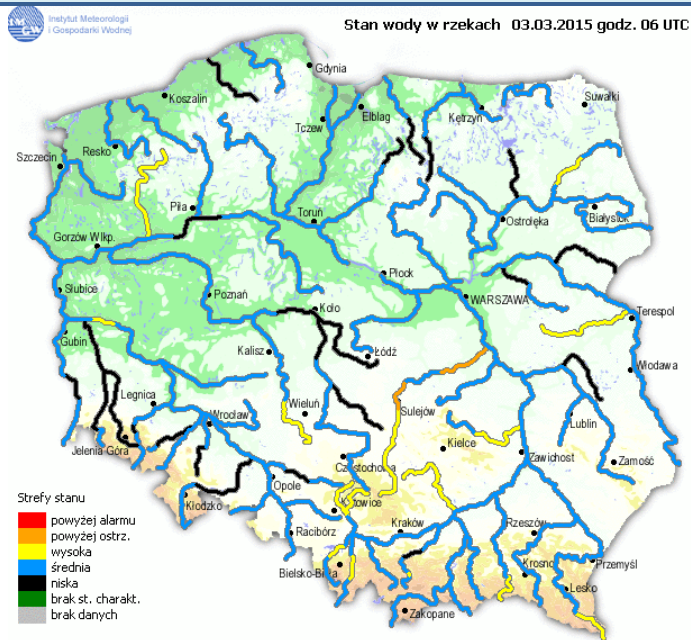 IMGW
Instytut Meteorologii
i Gospodarki Wodnej
Stan wody w rzekach 03.03.2015 godz. 06 UTC
Gdynia
Koszalin
Suwałki
Elbląg
Kętrzyn
Tczew
Resko
Szczecin
Piła
Toruń
Ostrołęka
Białystok
Gorzów Wlkp.
Płock
Słubice
Poznań
Koło
WARSZAWA
Terespol
Gubin
Kalisz
Łódź
Włodawa
Legnica
Wieluń
Sulejów
Wrocław
Lublin
Jelenia Góra
Kielce
Zawichost
Zamość
Częstochowa
Opole
Kłodzko
Katowice
Racibórz
Kraków
Rzeszów
Bielsko-Biała
Krosno
Przemyśl
Lesko
Zakopane
Strefy stanu
powyżej alarmu
powyżej ostrz.
wysoka
średnia
niska
brak st. charakt.
brak danych